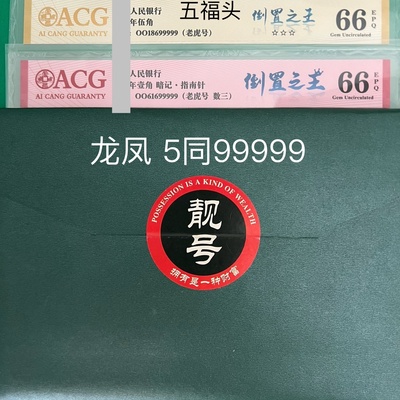 ACG
AI CANG GUARANTY
人民银行
五福头
年伍角
OO18699999（老虎号
倒置之王
☆☆☆
66 EPQ
Gem Uncirculated
ACG
AI CANG GUARANTY
人民银行
年壹角 暗记·指南针
OO61699999（老虎号 数三）
倒置之王
66 EPQ
Gem Uncirculated
龙凤 5同99999
POSSESSION IS A KIND OF WEALTH
靓号
拥有是一种财富